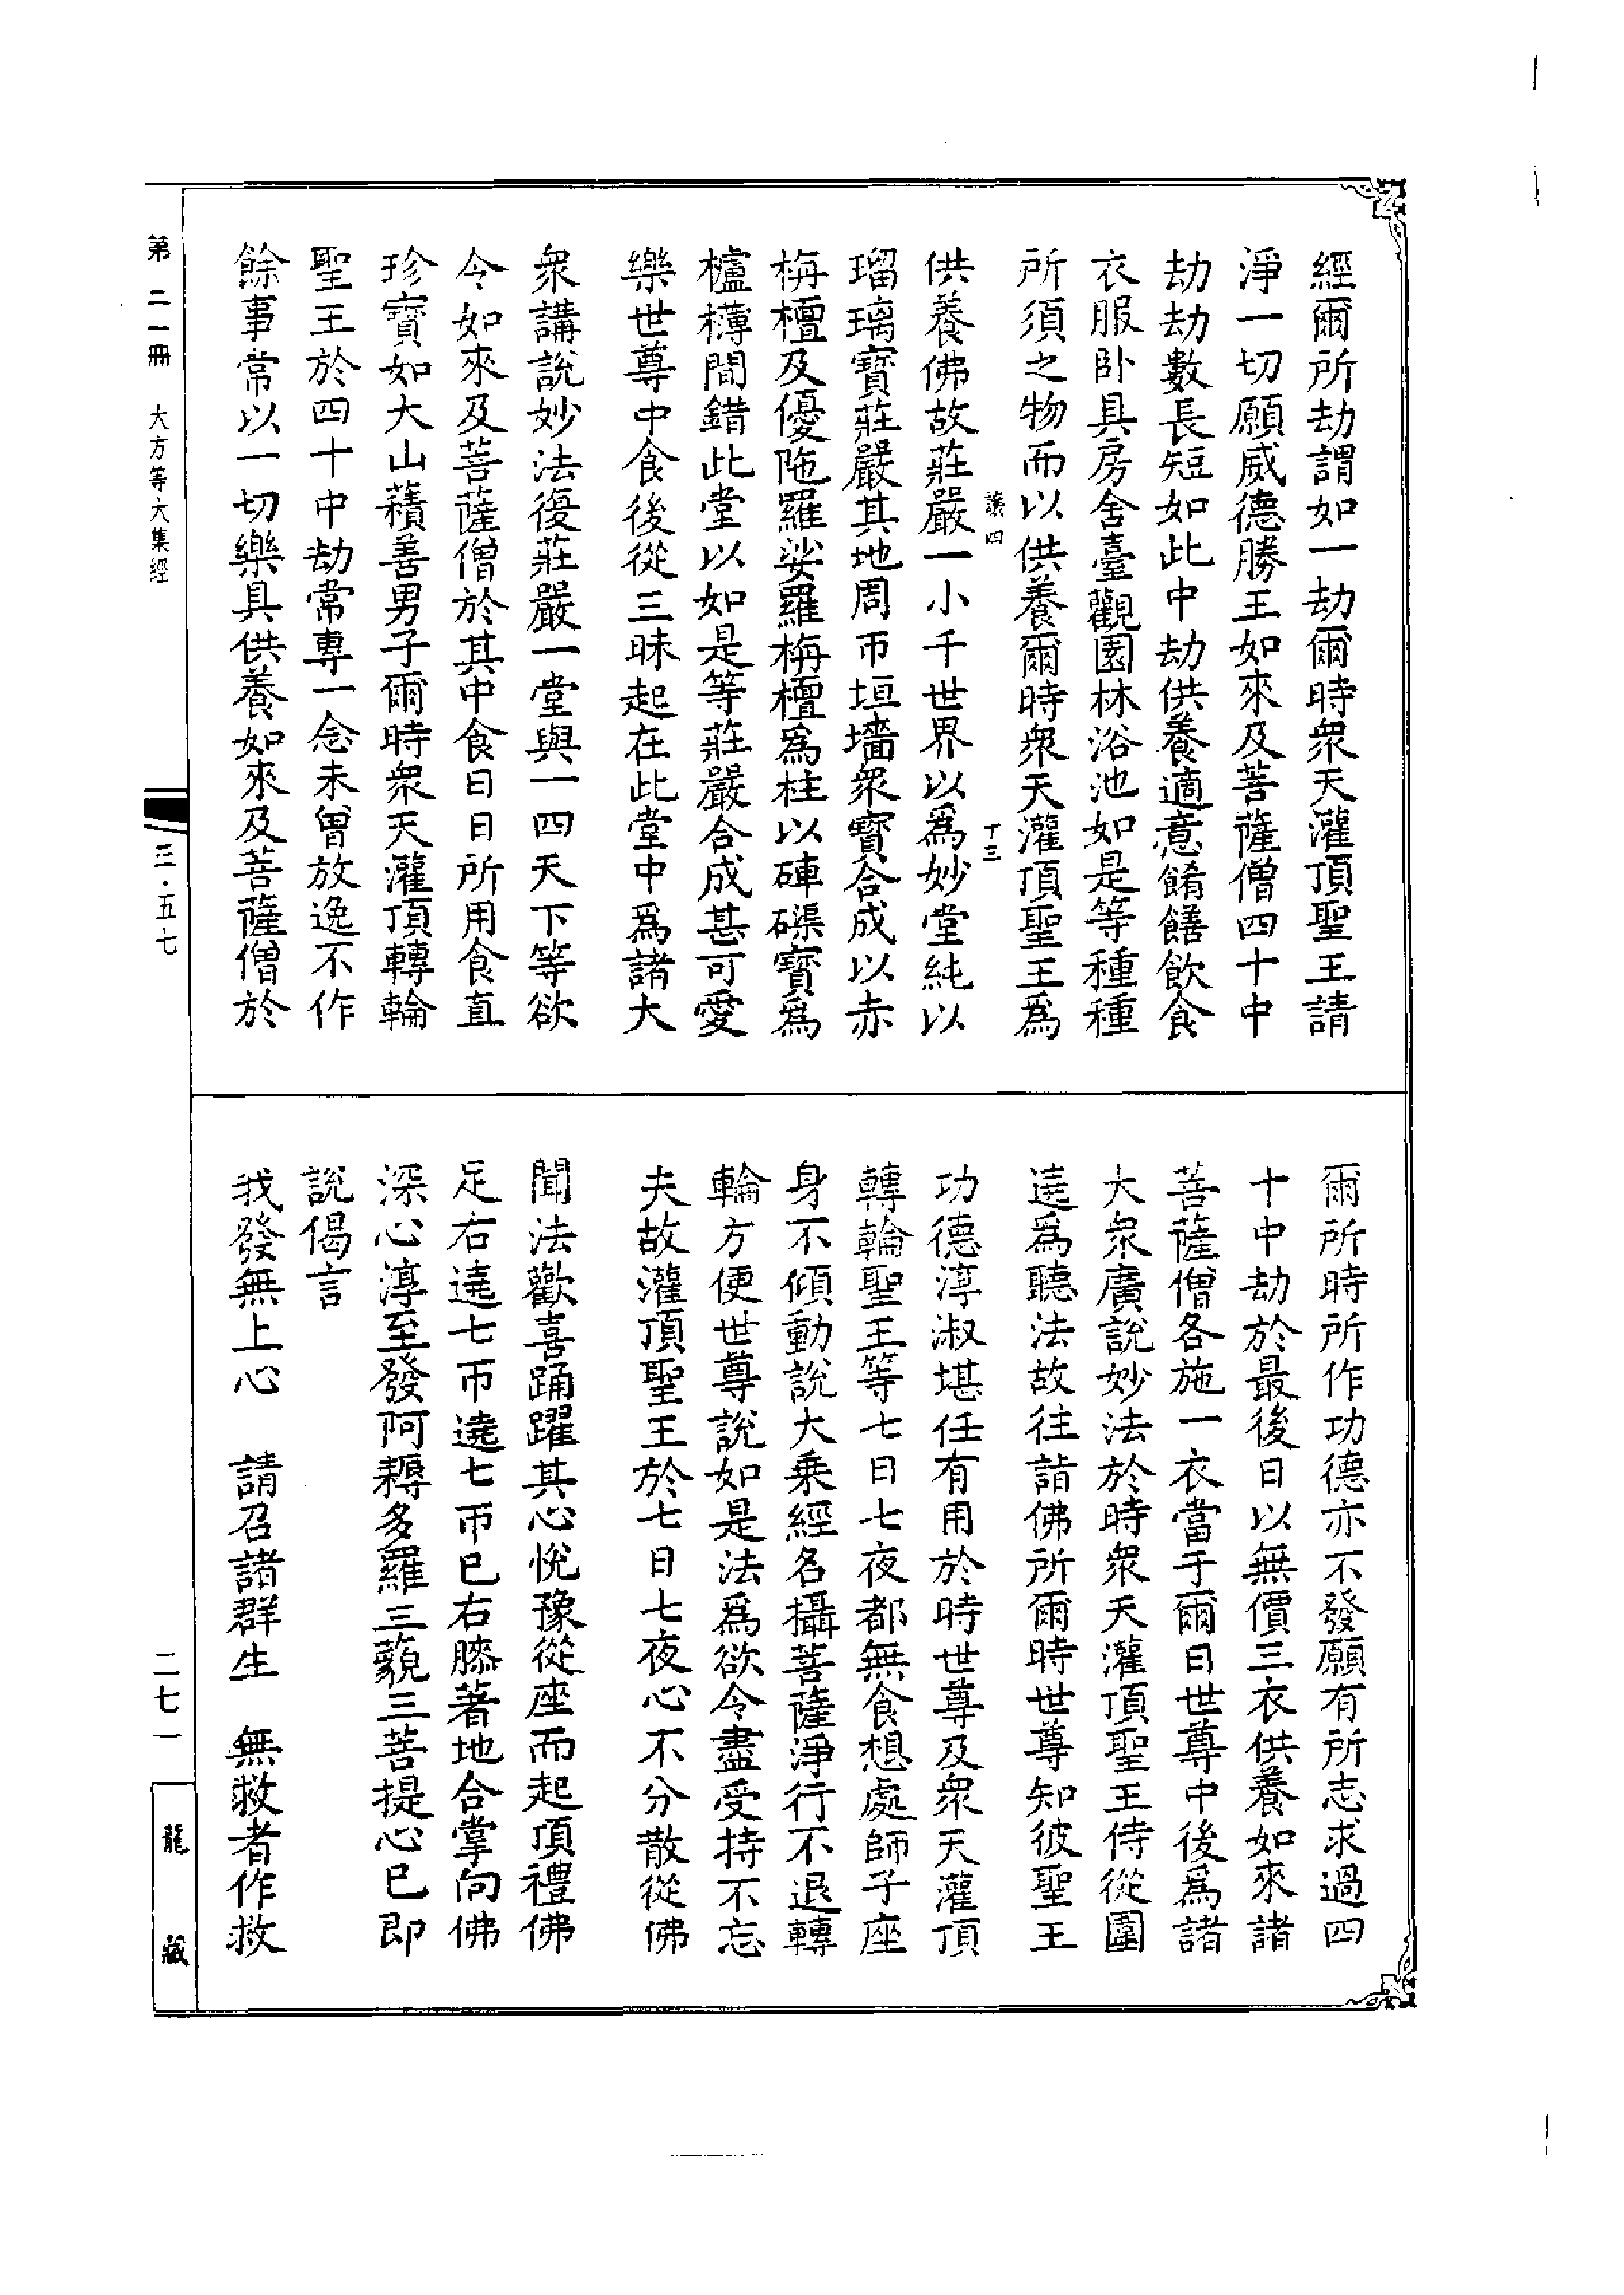 經爾所劫謂如一劫爾時衆天灌頂聖王請
淨一切願威德勝王如來及菩薩僧四十中
劫劫數長短如此中劫供養適意餚饍飲食
衣服卧具房舍臺觀園林浴池如是等種種
所須之物而以供養爾時衆天灌頂聖王爲
讓四
丁三
供養佛故莊嚴一小千世界以爲妙堂純以
瑠璃寶莊嚴其地周帀垣墻衆寶合成以赤
栴檀及優陁羅娑羅栴檀爲柱以硨磲寶爲
櫨欂間錯此堂以如是等莊嚴合成甚可愛
樂世尊中食後從三昧起在此堂中爲諸大
衆講說妙法復莊嚴一堂與一四天下等欲
令如來及菩薩僧於其中食日日所用食直
珍寶如大山積善男子爾時衆天灌頂轉輪
聖王於四十中劫常專一念未曾放逸不作
餘事常以一切樂具供養如來及菩薩僧於
爾所時所作功德亦不發願有所志求過四
十中劫於最後日以無價三衣供養如來諸
菩薩僧各施一衣當于爾日世尊中後爲諸
大衆廣說妙法於時衆天灌頂聖王侍從圍
遶爲聽法故往詣佛所爾時世尊知彼聖王
功德淳淑堪任有用於時世尊及衆天灌頂
轉輪聖王等七日七夜都無食想處師子座
身不傾動說大乘經名攝菩薩淨行不退轉
輪方便世尊說如是法爲欲令盡受持不忘
夫故灌頂聖王於七日七夜心不分散從佛
聞法歡喜踊躍其心悅豫從座而起頂禮佛
足右遶七帀遶七帀已右膝著地合掌向佛
深心淳至發阿耨多羅三藐三菩提心已即
說偈言
我發無上心　請召諸群生　無救者作救
第二一冊　大方等大集經
三·五七
二七一
龍藏